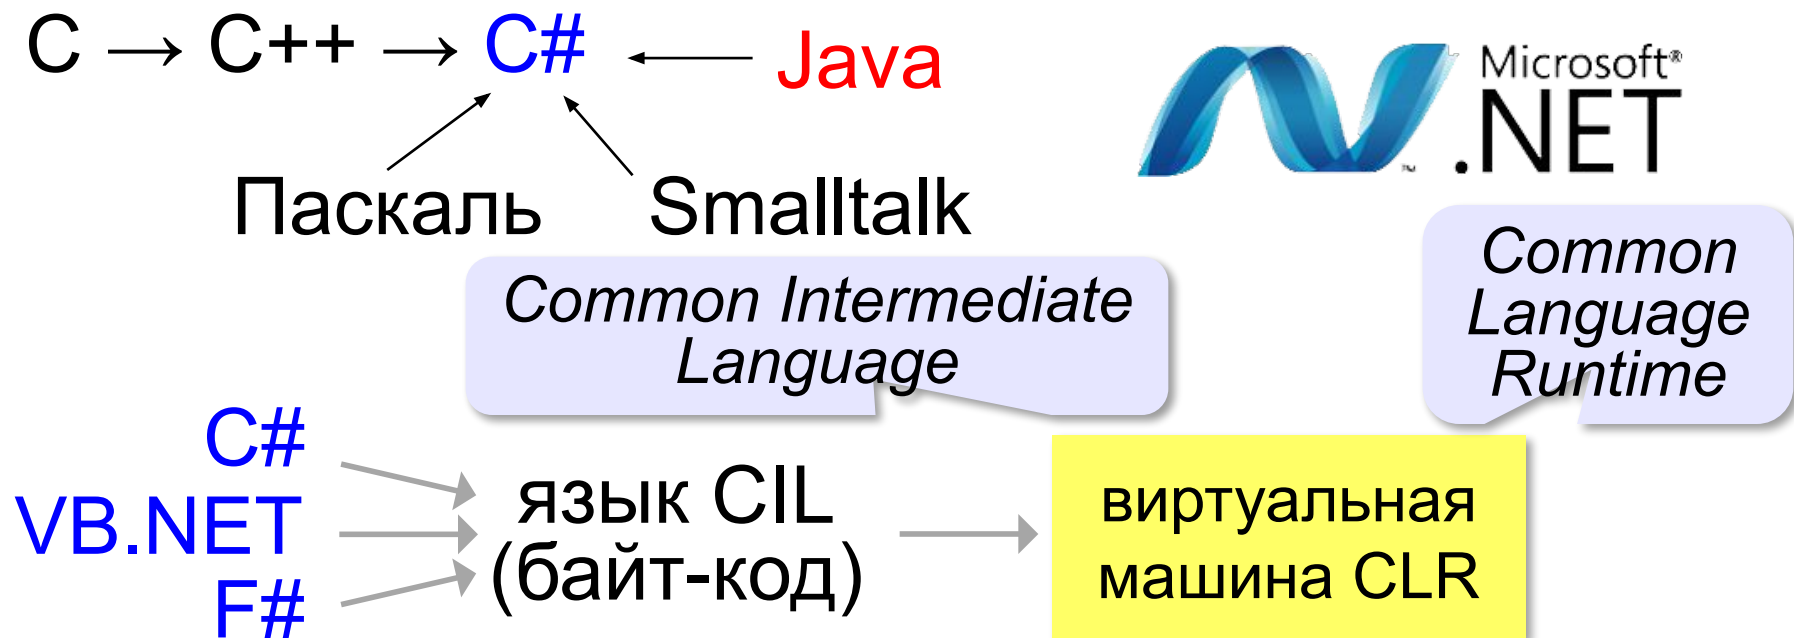 C → C++ → C# ← Java
Microsoft®
.NET
™
Паскаль Smalltalk
Common Intermediate
Language
Common
Language
Runtime
C#
VB.NET
F#
язык CIL
(байт-код)
виртуальная
машина CLR